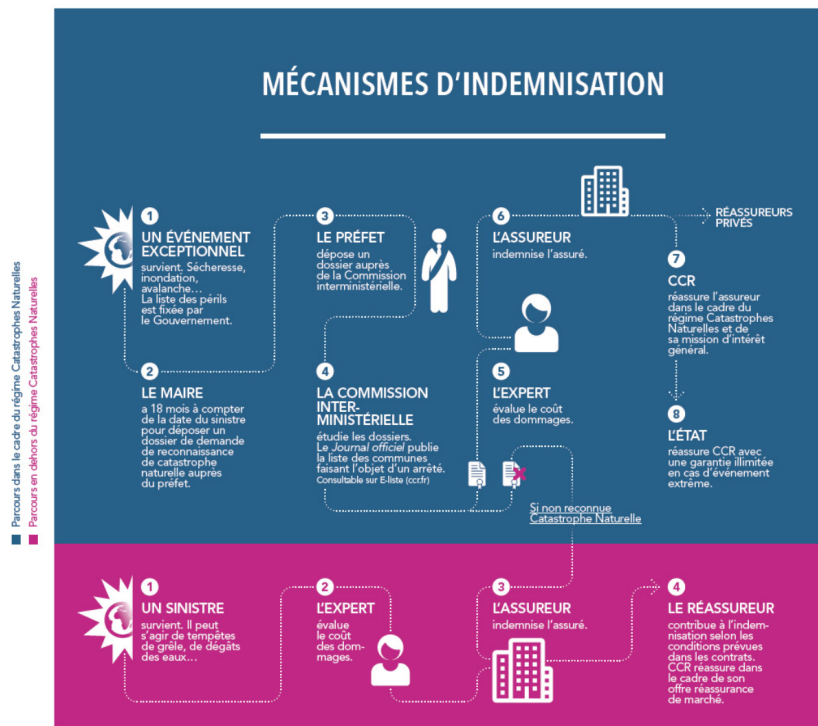 MÉCANISMES D'INDEMNISATION
1
UN ÉVÉNEMENT
EXCEPTIONNEL
survient. Sécheresse,
inondation,
avalanche…
La liste des périls
est fixée par
le Gouvernement.
2
LE MAIRE
a 18 mois à compter
de la date du sinistre
pour déposer un
dossier de demande
de reconnaissance
de catastrophe
naturelle auprès
du préfet.
3
LE PRÉFET
dépose un
dossier auprès
de la Commission
interministérielle.
4
LA COMMISSION
INTER-
MINISTÉRIELLE
étudie les dossiers.
Le Journal officiel publie
la liste des communes
faisant l'objet d'un arrêté.
Consultable sur E-liste (ccr.fr)
5
L'EXPERT
évalue le coût
des dommages.
6
L'ASSUREUR
indemnise l'assuré.
RÉASSUREURS
PRIVÉS
7
CCR
réassure l'assureur
dans le cadre du
régime Catastrophes
Naturelles et de
sa mission d'intérêt
général.
8
L'ÉTAT
réassure CCR avec
une garantie illimitée
en cas d'événement
extrême.
Si non reconnue
Catastrophe Naturelle
1
UN SINISTRE
survient. Il peut
s'agir de tempêtes
de grêle, de dégâts
des eaux…
2
L'EXPERT
évalue
le coût
des dom-
mages.
3
L'ASSUREUR
indemnise l'assuré.
4
LE RÉASSUREUR
contribue à l'indem-
nisation selon les
conditions prévues
dans les contrats.
CCR réassure dans
le cadre de son
offre réassurance
de marché.
Parcours dans le cadre du régime Catastrophes Naturelles
Parcours en dehors du régime Catastrophes Naturelles